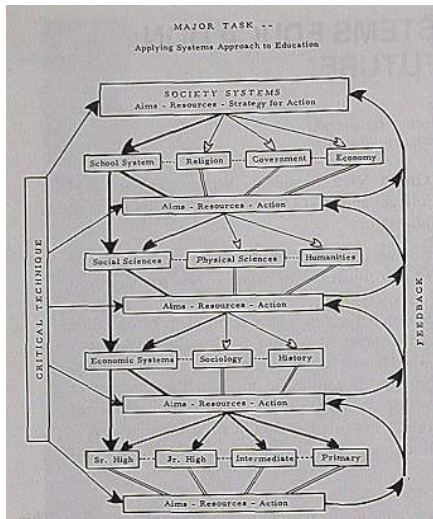 MAJOR TASK --
Applying Systems Approach to Education
SOCIETY SYSTEMS
Aims - Resources - Strategy for Action
School System
Religion
Government
Economy
Aims - Resources - Action
Social Sciences
Physical Sciences
Humanities
Aims - Resources - Action
Economic Systems
Sociology
History
Aims - Resources - Action
Sr. High
Jr. High
Intermediate
Primary
Aims - Resources - Action
CRITICAL TECHNIQUE
FEEDBACK